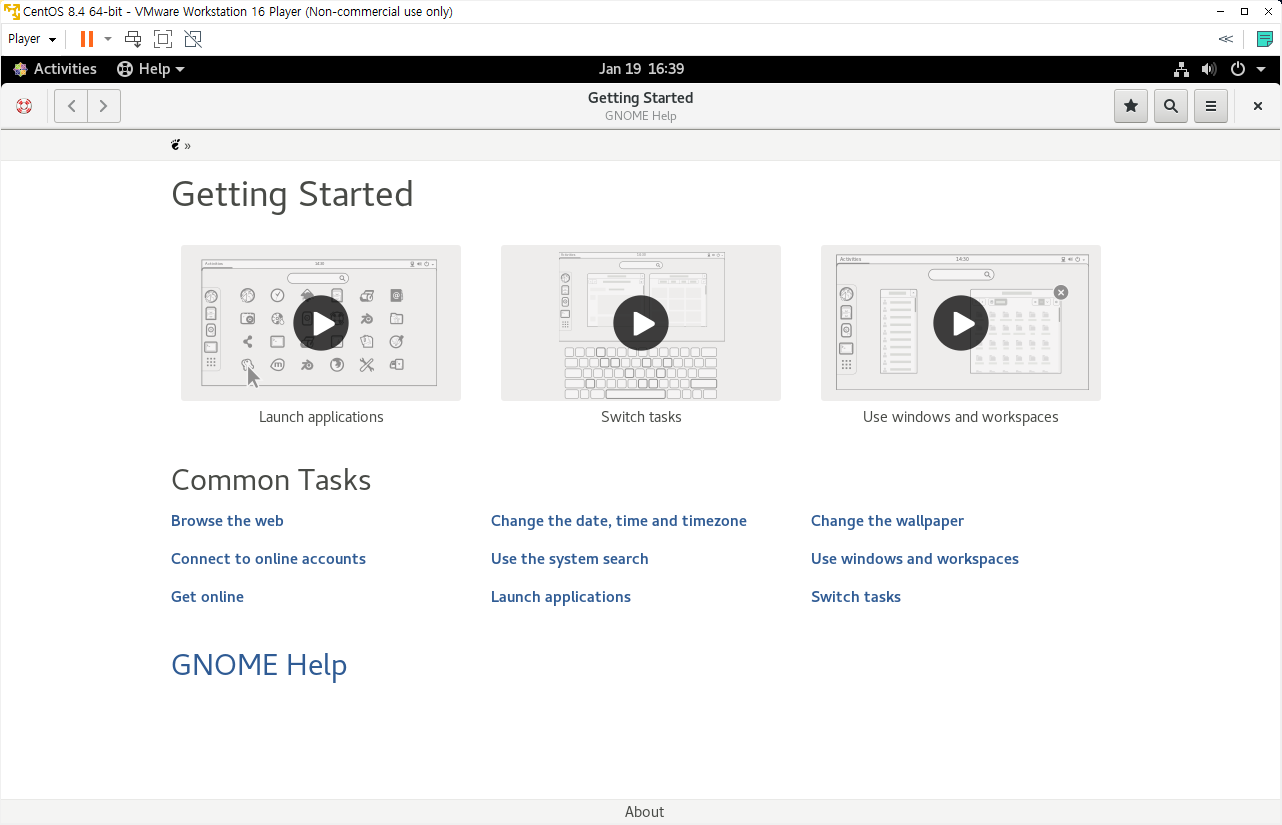 CentOS 8.4 64-bit - VMware Workstation 16 Player (Non-commercial use only)
Player
Activities Help Jan 19 16:39
Getting Started
GNOME Help
»
Getting Started
Activities 14:30
Launch applications Switch tasks Use windows and workspaces
Common Tasks
Browse the web Change the date, time and timezone Change the wallpaper
Connect to online accounts Use the system search Use windows and workspaces
Get online Launch applications Switch tasks
GNOME Help
About